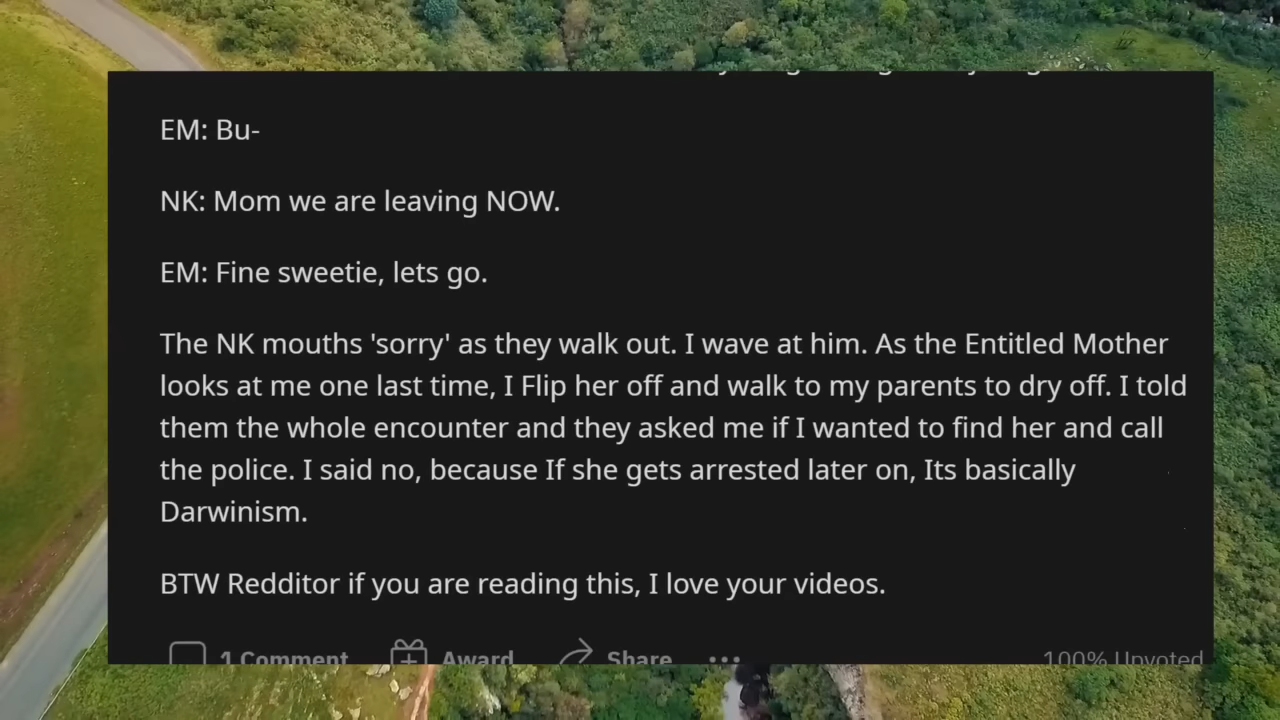 EM: Bu-
NK: Mom we are leaving NOW.
EM: Fine sweetie, lets go.
The NK mouths 'sorry' as they walk out. I wave at him. As the Entitled Mother
looks at me one last time, I Flip her off and walk to my parents to dry off. I told
them the whole encounter and they asked me if I wanted to find her and call
the police. I said no, because If she gets arrested later on, Its basically
Darwinism.
BTW Redditor if you are reading this, I love your videos.
1 Comment Award Share ••• 100% Upvoted